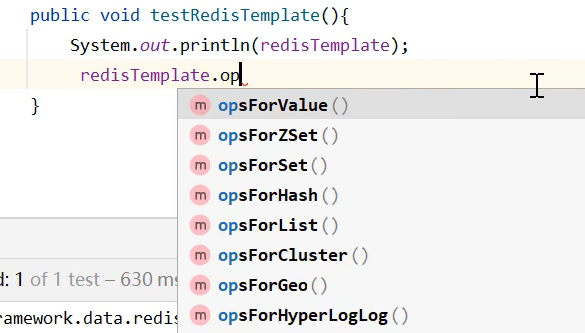 public void testRedisTemplate(){
System.out.println(redisTemplate);
redisTemplate.op
}
m opsForValue()
m opsForZSet()
m opsForSet()
m opsForHash()
m opsForList()
m opsForCluster()
m opsForGeo()
m opsForHyperLogLog()
d: 1 of 1 test – 630 ms
ramework.data.redis